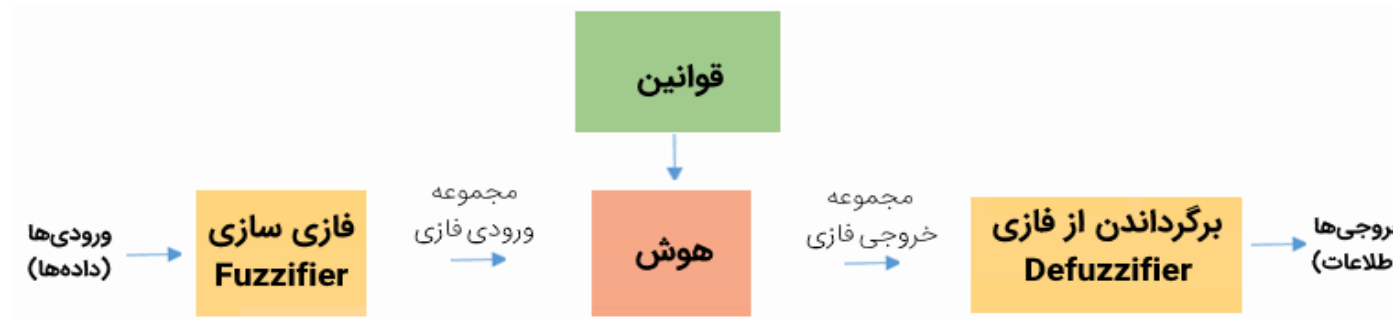 قوانین
ورودی‌ها
(داده‌ها)
فازی سازی
Fuzzifier
مجموعه
ورودی فازی
هوش
مجموعه
خروجی فازی
برگرداندن از فازی
Defuzzifier